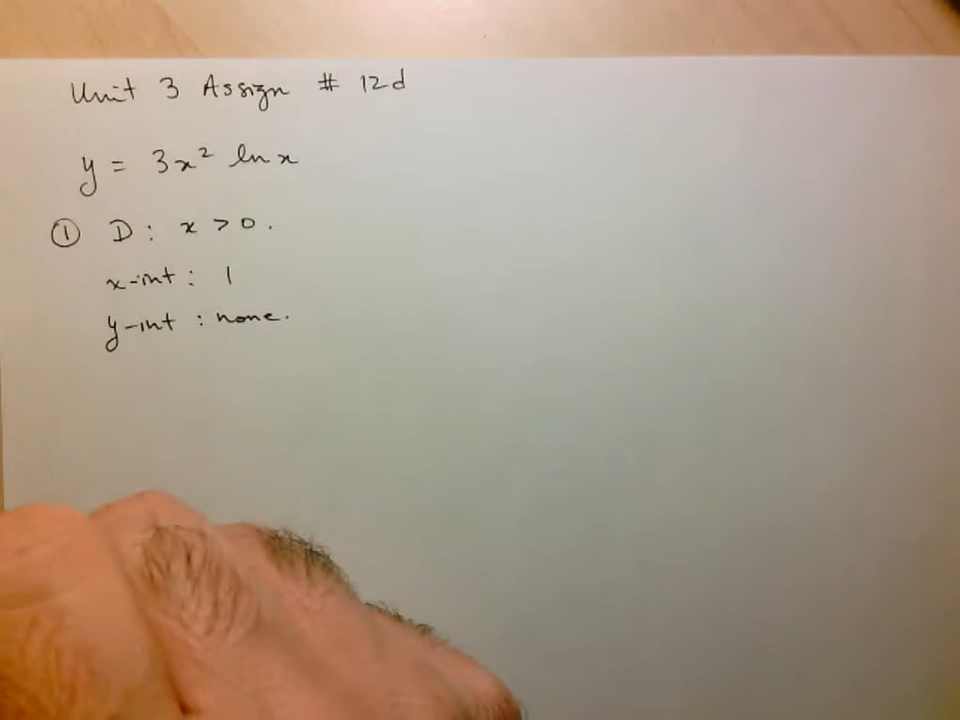 Unit 3 Assign # 12d
y = 3x² ln x
① D : x > 0.
x-int : 1
y-int : none.